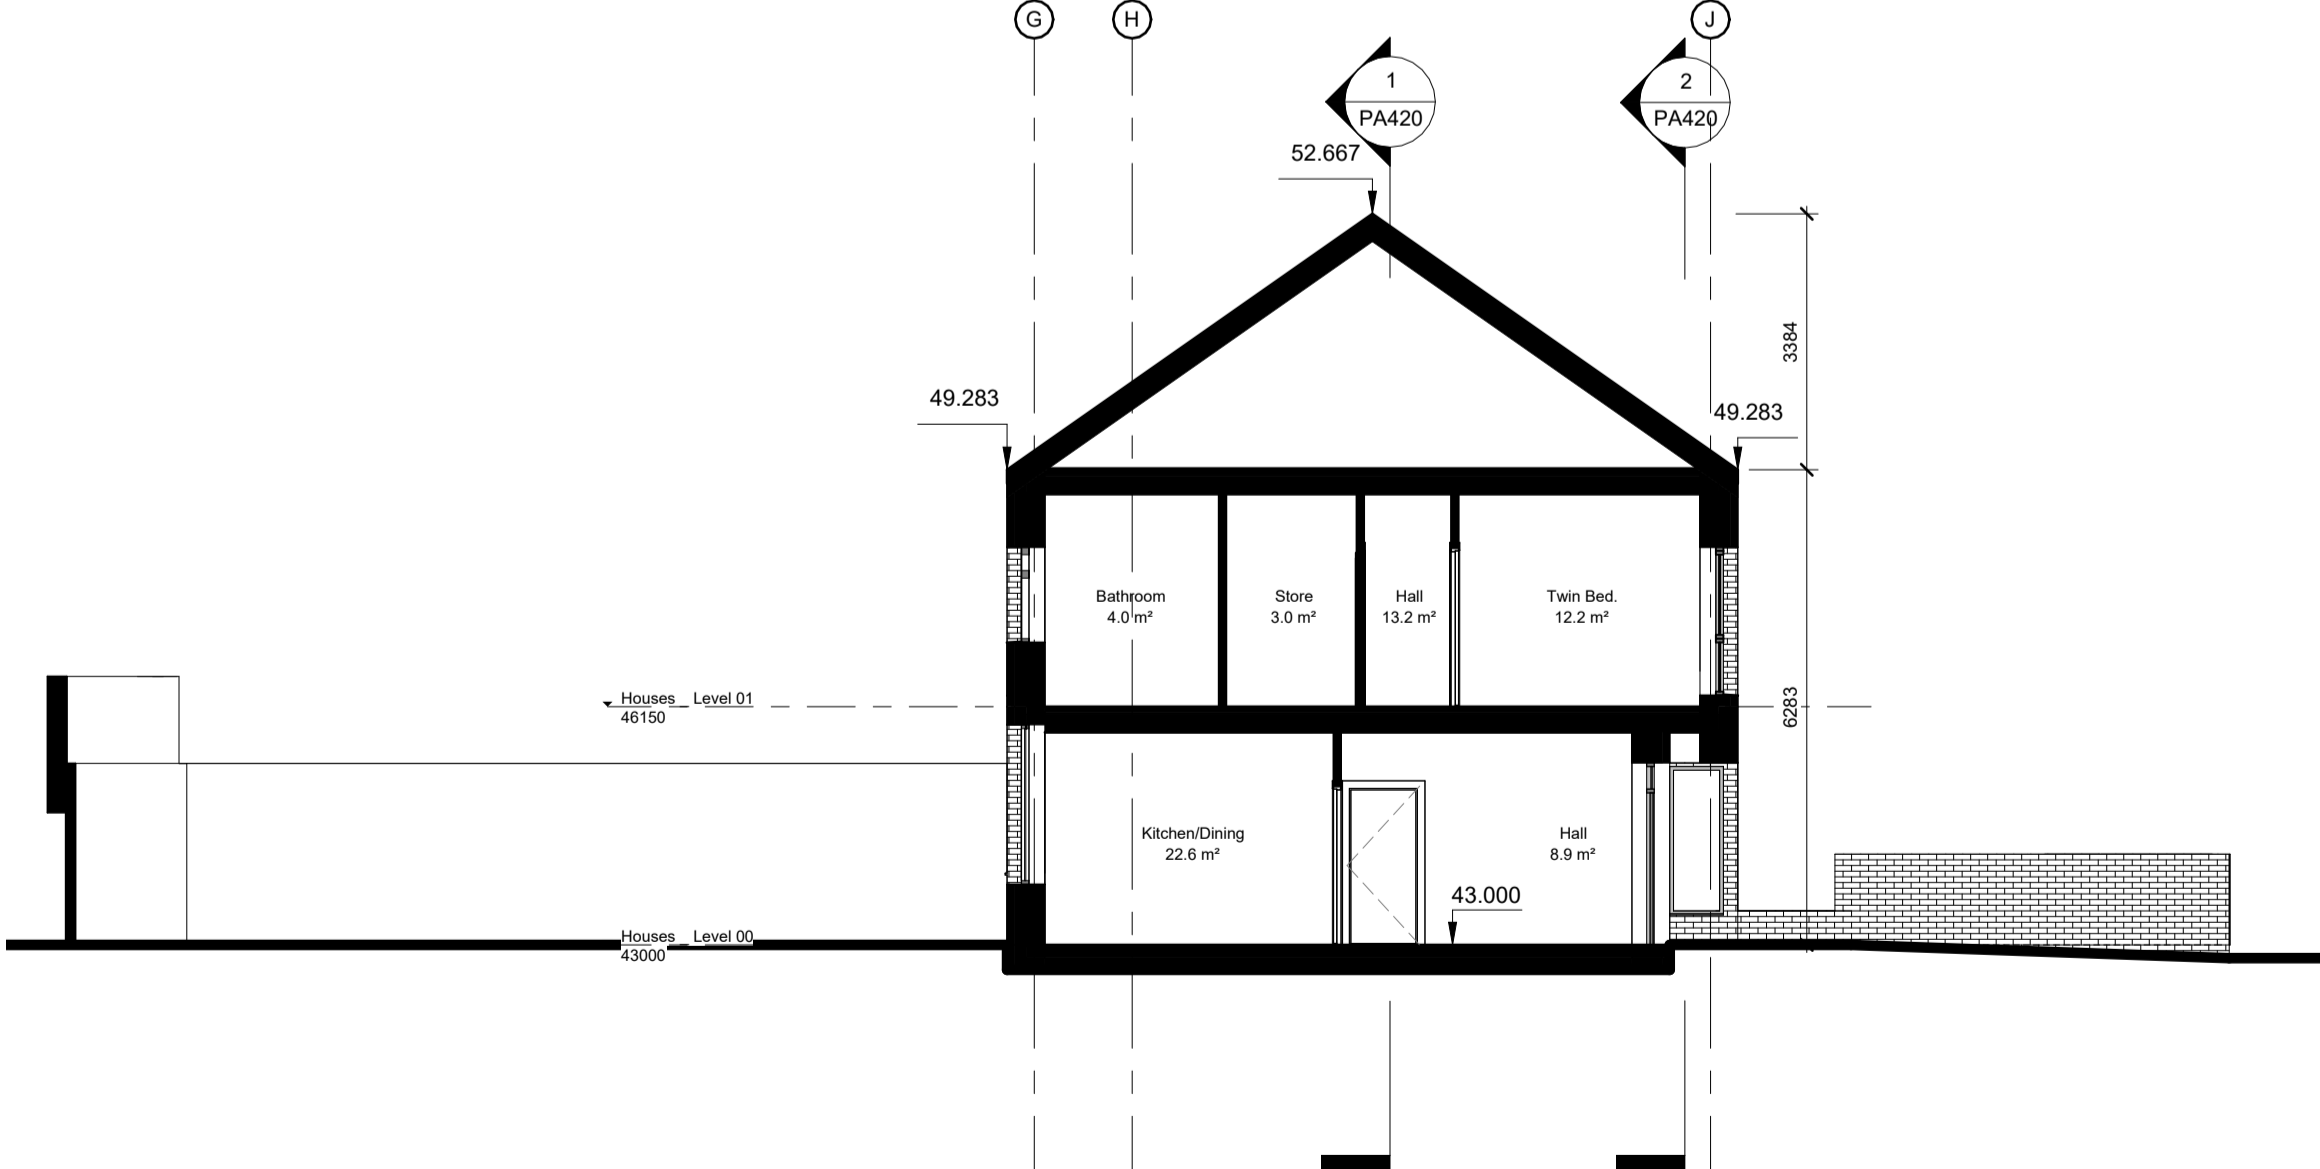 G
H
J
1
PA420
2
PA420
52.667
3384
49.283
49.283
Bathroom
4.0 m²
Store
3.0 m²
Hall
13.2 m²
Twin Bed.
12.2 m²
Houses _ Level 01
46150
6283
Kitchen/Dining
22.6 m²
Hall
8.9 m²
43.000
Houses _ Level 00
43000